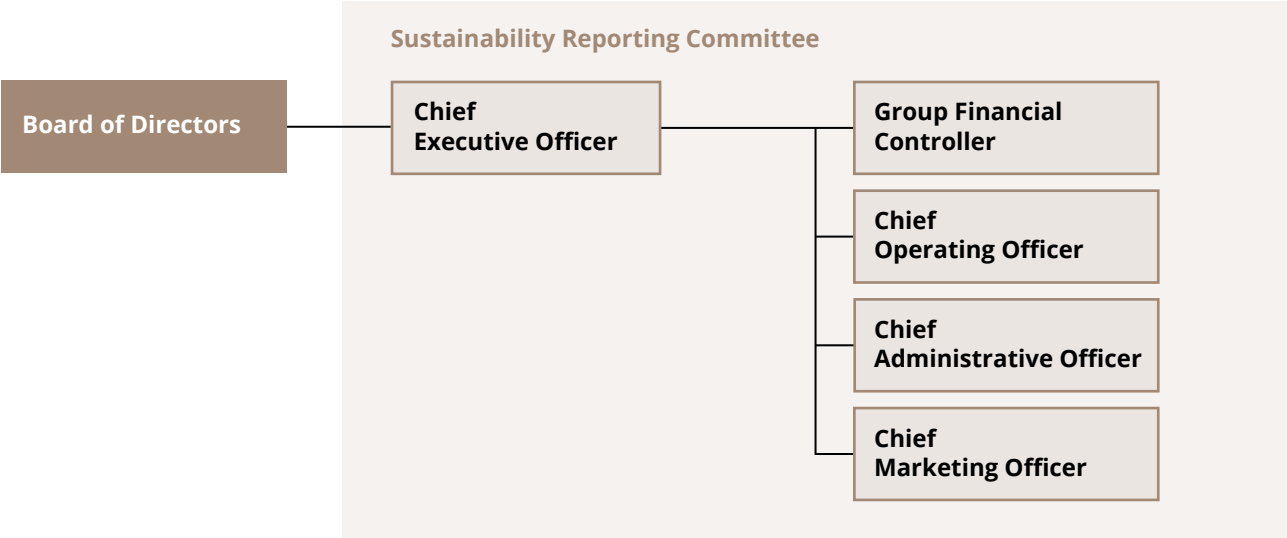 Sustainability Reporting Committee
Board of Directors
Chief
Executive Officer
Group Financial
Controller
Chief
Operating Officer
Chief
Administrative Officer
Chief
Marketing Officer